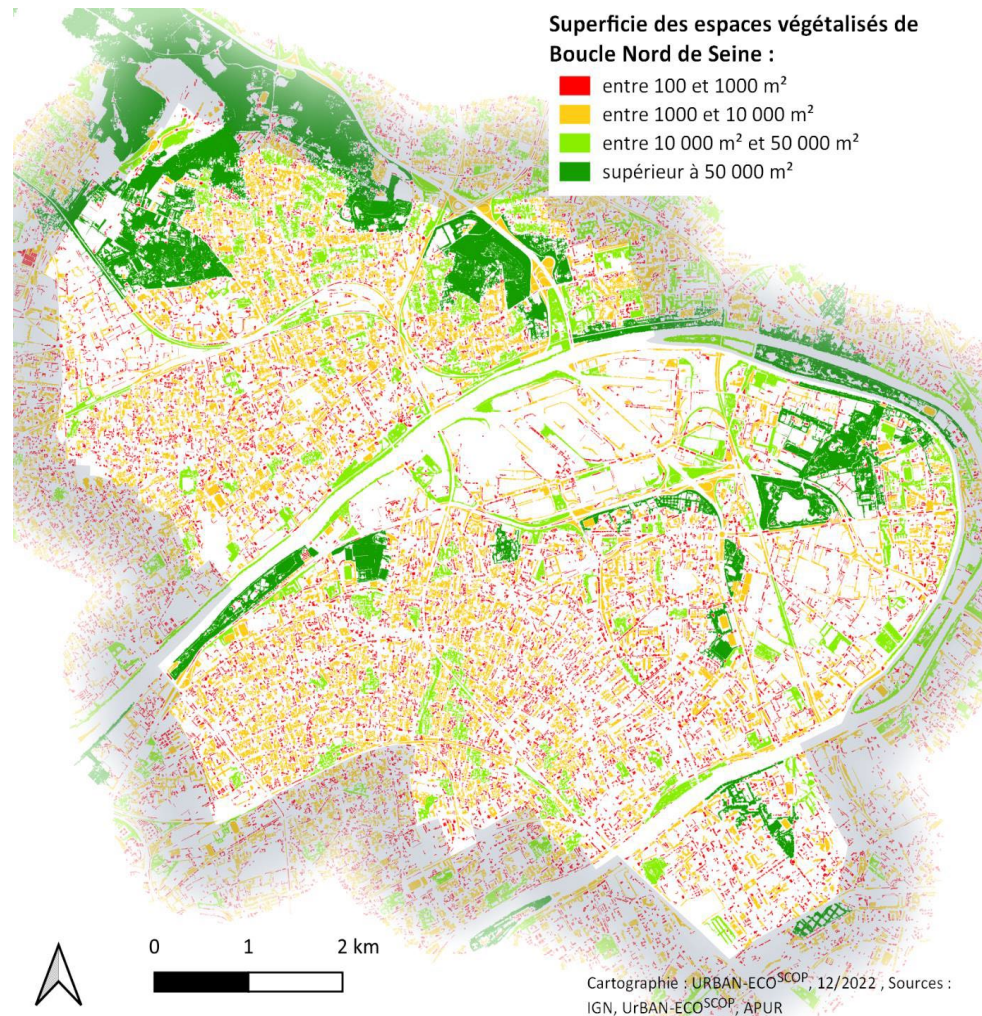 Superficie des espaces végétalisés de
Boucle Nord de Seine :
entre 100 et 1000 m²
entre 1000 et 10 000 m²
entre 10 000 m² et 50 000 m²
supérieur à 50 000 m²
0 1 2 km
Cartographie : URBAN-ECOSCOP, 12/2022 , Sources :
IGN, UrBAN-ECOSCOP, APUR